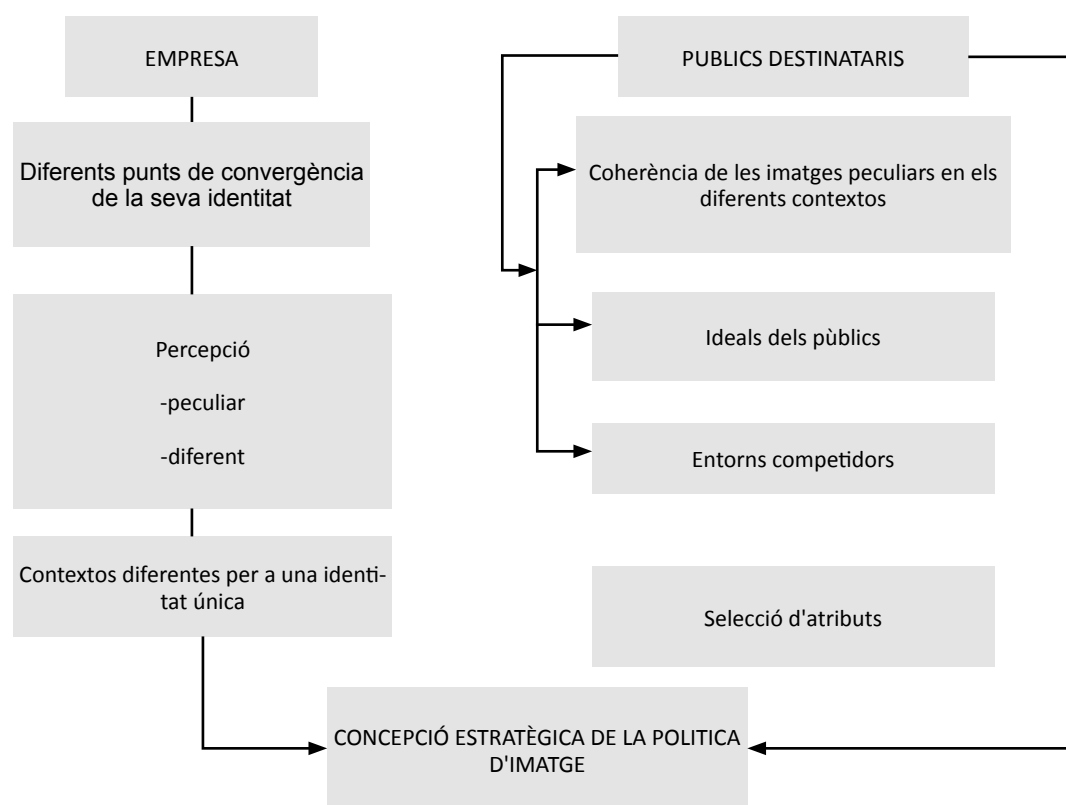 EMPRESA
Diferents punts de convergència
de la seva identitat
Percepció
-peculiar
-diferent
Contextos diferentes per a una identi-
tat única
PUBLICS DESTINATARIS
Coherència de les imatges peculiars en els
diferents contextos
Ideals dels pùblics
Entorns competidors
Selecció d'atributs
CONCEPCIÓ ESTRATÈGICA DE LA POLITICA
D'IMATGE